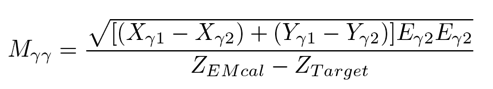 $M_{\gamma\gamma} = \frac{\sqrt{[(X_{\gamma 1} - X_{\gamma 2}) + (Y_{\gamma 1} - Y_{\gamma 2})]E_{\gamma 2}E_{\gamma 2}}}{Z_{EMcal} - Z_{Target}}$